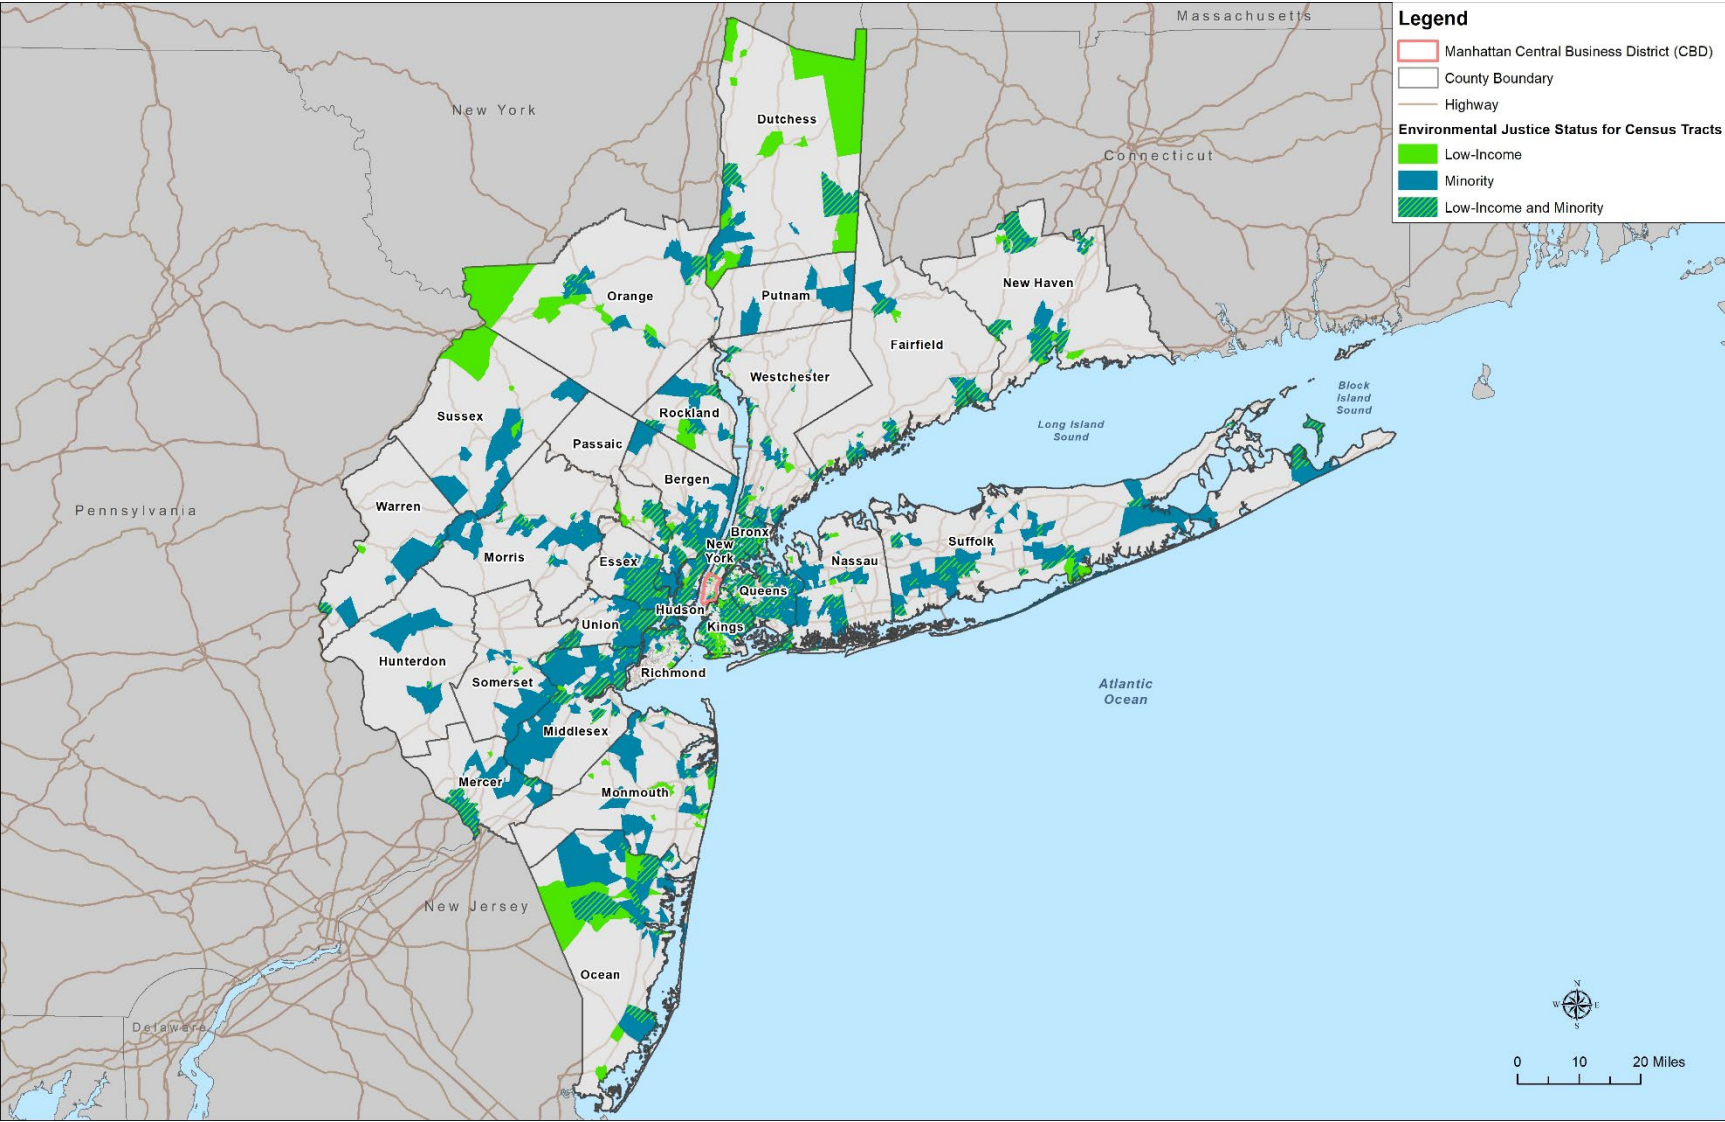 Massachusetts
Legend
Manhattan Central Business District (CBD)
County Boundary
Highway
Environmental Justice Status for Census Tracts
Low-Income
Minority
Low-Income and Minority
New York
Dutchess
Connecticut
Orange
Putnam
New Haven
Fairfield
Westchester
Block
Island
Sound
Sussex
Rockland
Long Island
Sound
Passaic
Bergen
Warren
Pennsylvania
Bronx
New
York
Suffolk
Morris
Essex
Nassau
Queens
Hudson
Union
Kings
Hunterdon
Somerset
Richmond
Atlantic
Ocean
Middlesex
Mercer
Monmouth
New Jersey
Ocean
Delaware
N
W E
S
0 10 20 Miles